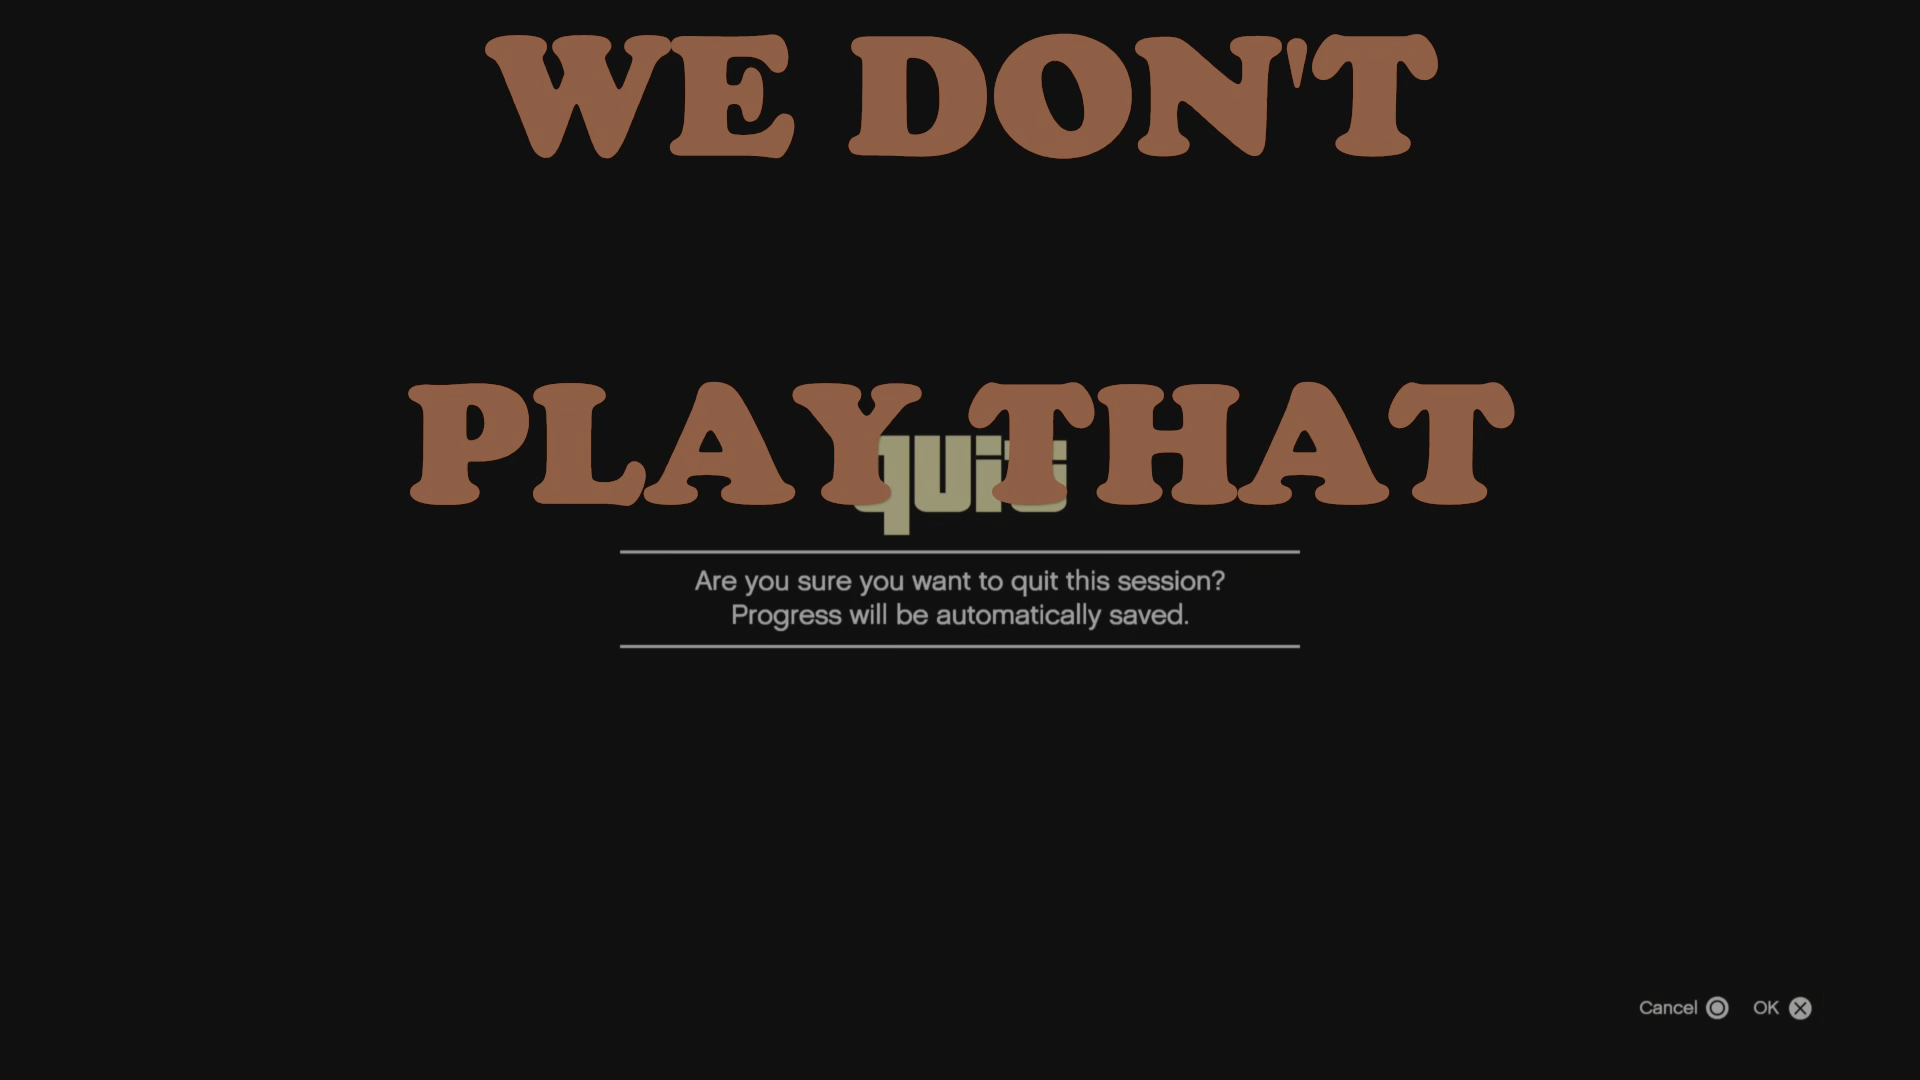 WE DON'T
PLAY THAT
quit
Are you sure you want to quit this session?
Progress will be automatically saved.
Cancel OK